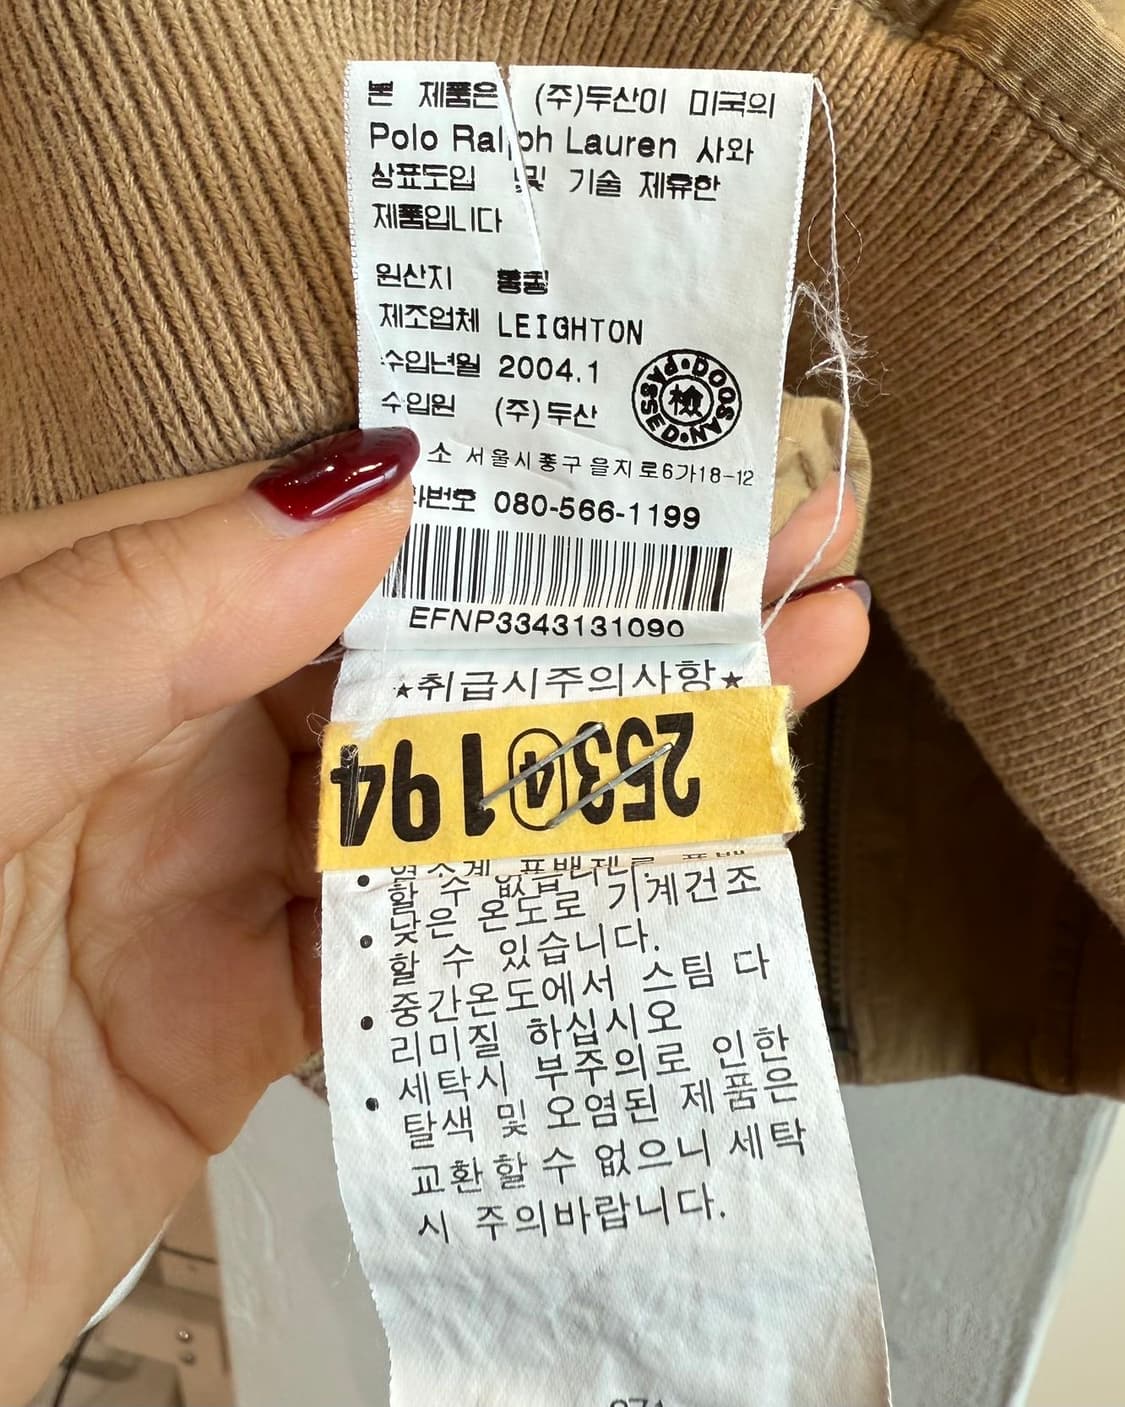 본 제품은 (주)두산이 미국의
Polo Ralph Lauren 사와
상표도입 및 기술 제휴한
제품입니다
원산지
제조업체 LEIGHTON
수입년월 2004.1
수입원 (주)두산
DOOSAN PASSED
檢
소 서울시중구 을지로6가18-12
화번호 080-566-1199
EFNP3343131090
★취급시주의사항★
253④194
할 수 없습
낮은 온도로 기계건조
할 수 있습니다.
중간온도에서 스팀 다
리미질 하십시오
세탁시 부주의로 인한
탈색 및 오염된 제품은
교환할 수 없으니 세탁
시 주의바랍니다.